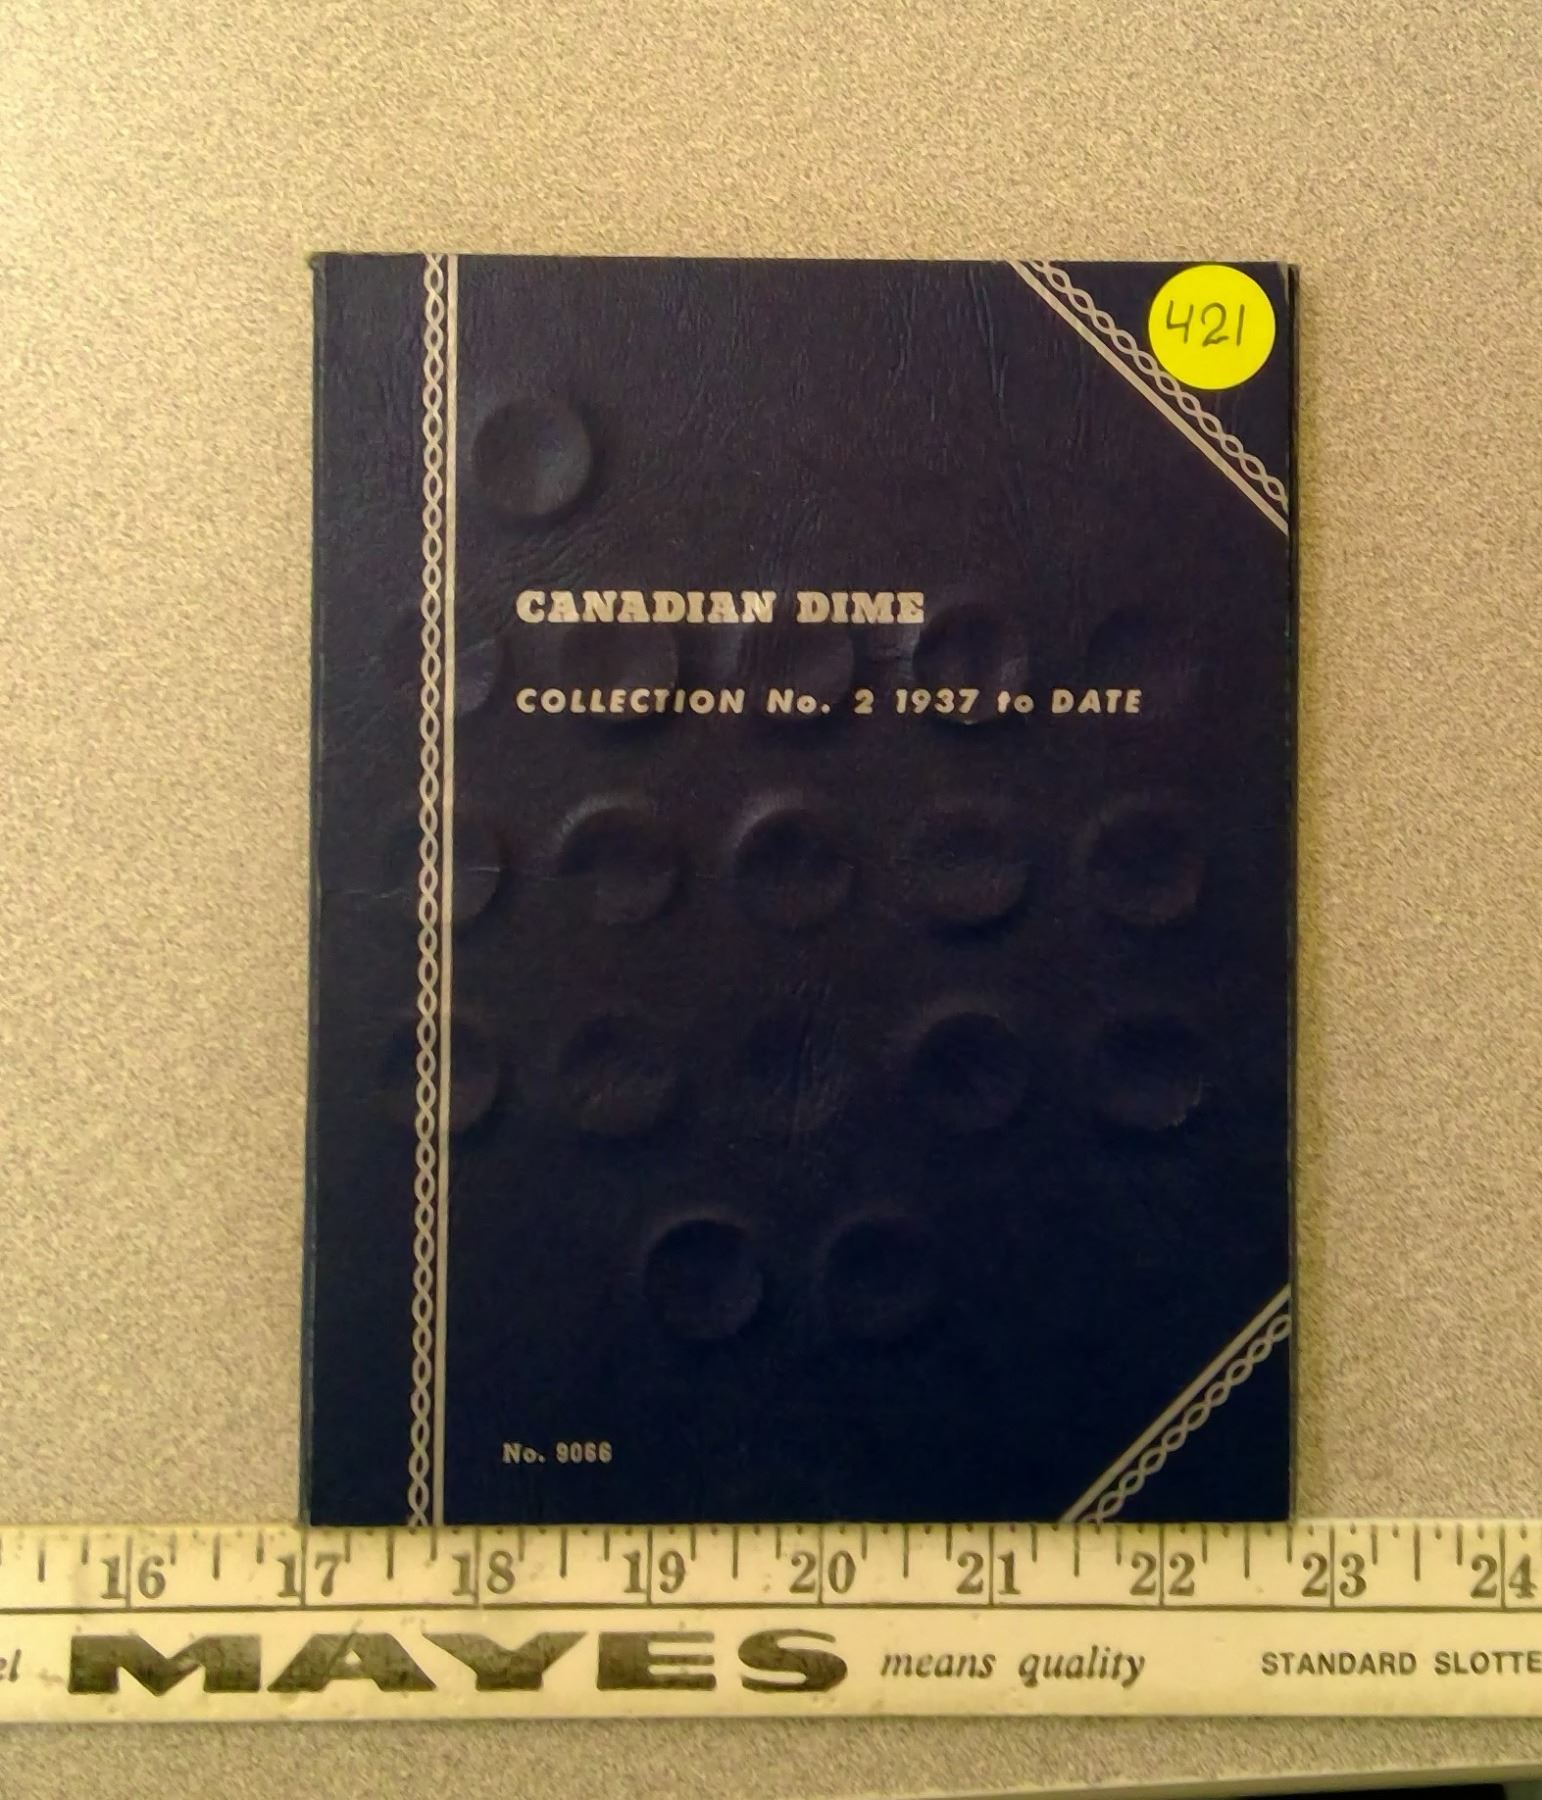 421
CANADIAN DIME
COLLECTION No. 2 1937 to DATE
No. 9066
16 17 18 19 20 21 22 23 24
el MAYES means quality STANDARD SLOTTE